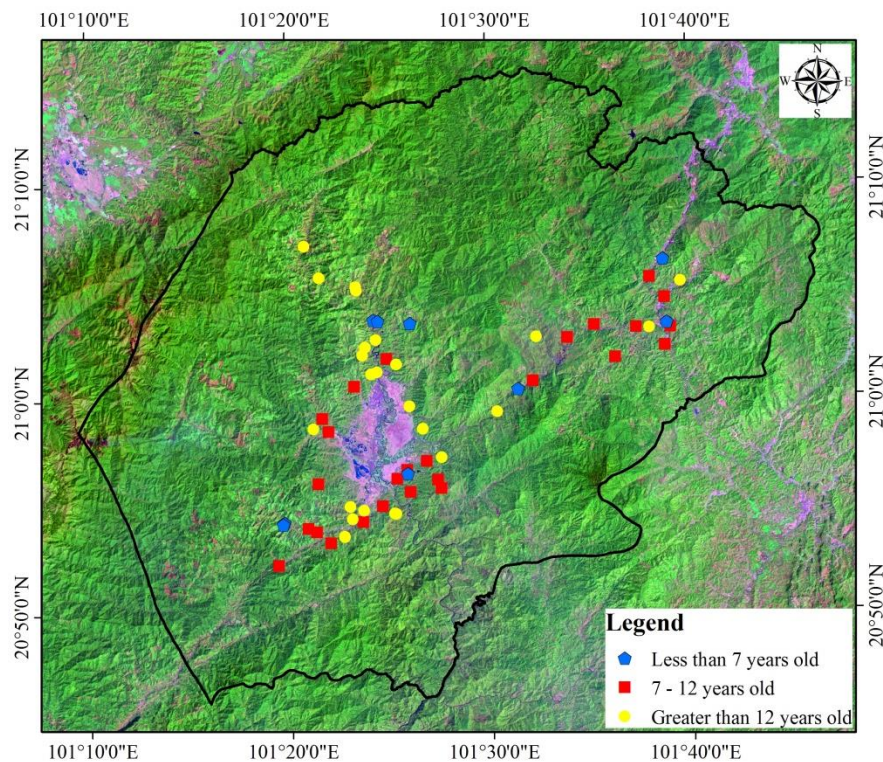 101°10'0"E 101°20'0"E 101°30'0"E 101°40'0"E
N
W E
S
21°10'0"N 21°10'0"N
21°0'0"N 21°0'0"N
20°50'0"N 20°50'0"N
Legend
Less than 7 years old
7 - 12 years old
Greater than 12 years old
101°10'0"E 101°20'0"E 101°30'0"E 101°40'0"E